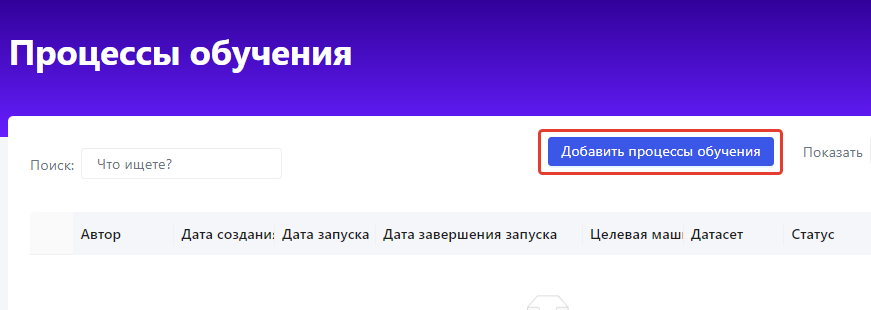 Процессы обучения
Поиск: Что ищете? Добавить процессы обучения Показать
Автор Дата создания Дата запуска Дата завершения запуска Целевая маш Датасет Статус